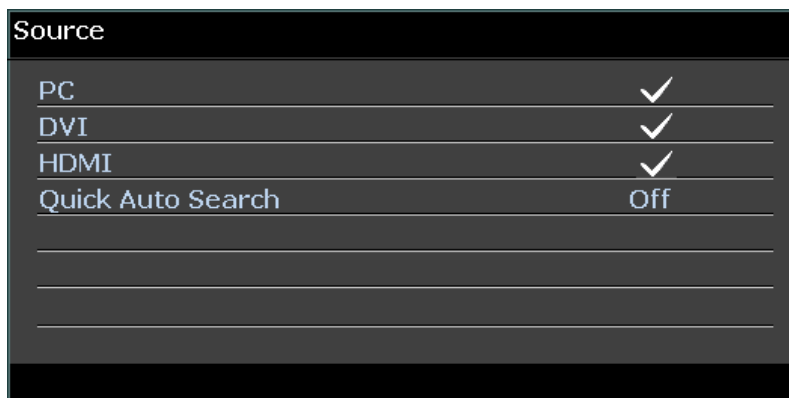 Source
PC ✓
DVI ✓
HDMI ✓
Quick Auto Search Off